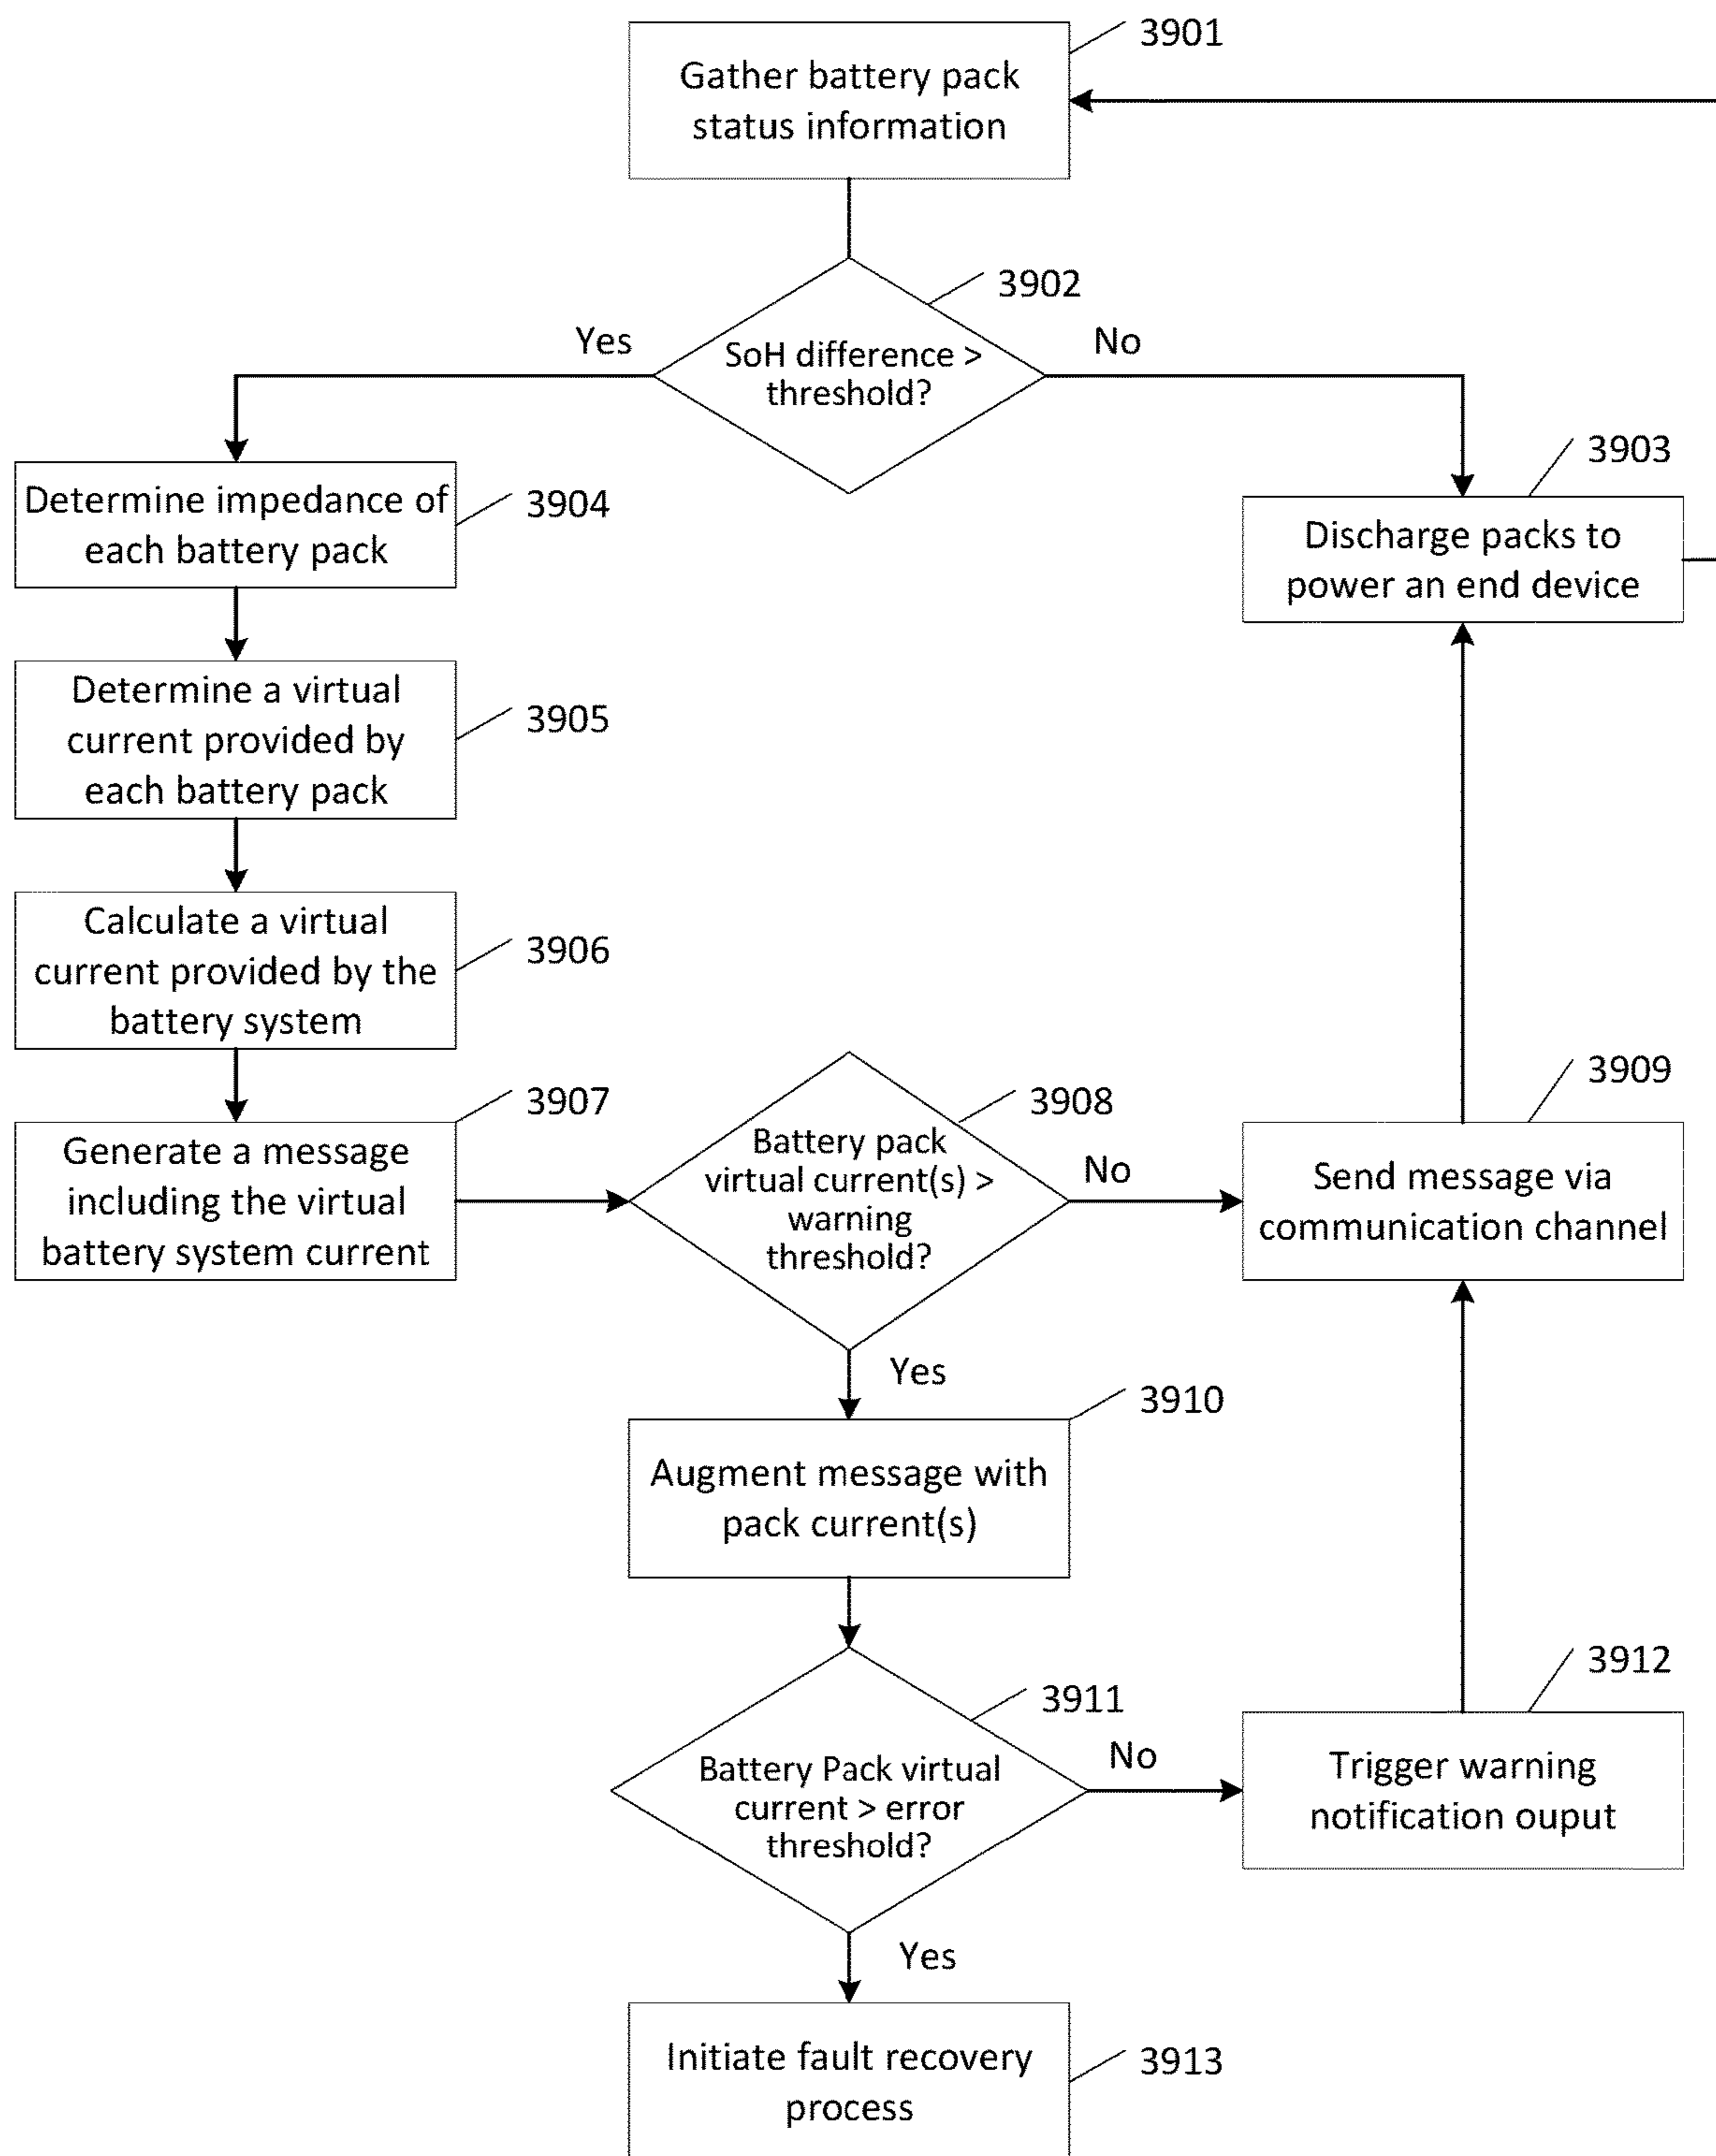 3901
Gather battery pack
status information
3902
Yes
No
SoH difference >
threshold?
3903
Determine impedance of
each battery pack
3904
Discharge packs to
power an end device
Determine a virtual
current provided by
each battery pack
3905
Calculate a virtual
current provided by the
battery system
3906
3907
Generate a message
including the virtual
battery system current
3908
Battery pack
virtual current(s) >
warning
threshold?
No
3909
Send message via
communication channel
Yes
3910
Augment message with
pack current(s)
3911
Battery Pack virtual
current > error
threshold?
No
3912
Trigger warning
notification ouput
Yes
Initiate fault recovery
process
3913